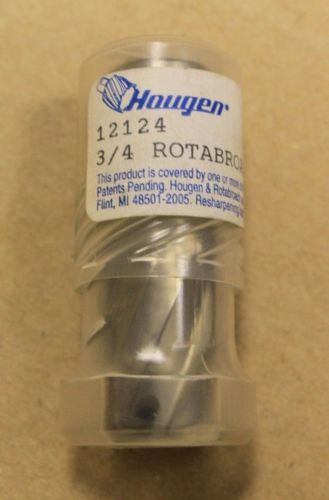 Hougen
12124
3/4 ROTABROA
This product is covered by one or more
Patents Pending. Hougen & Rotabroach
Flint, MI 48501-2005. Resharpening